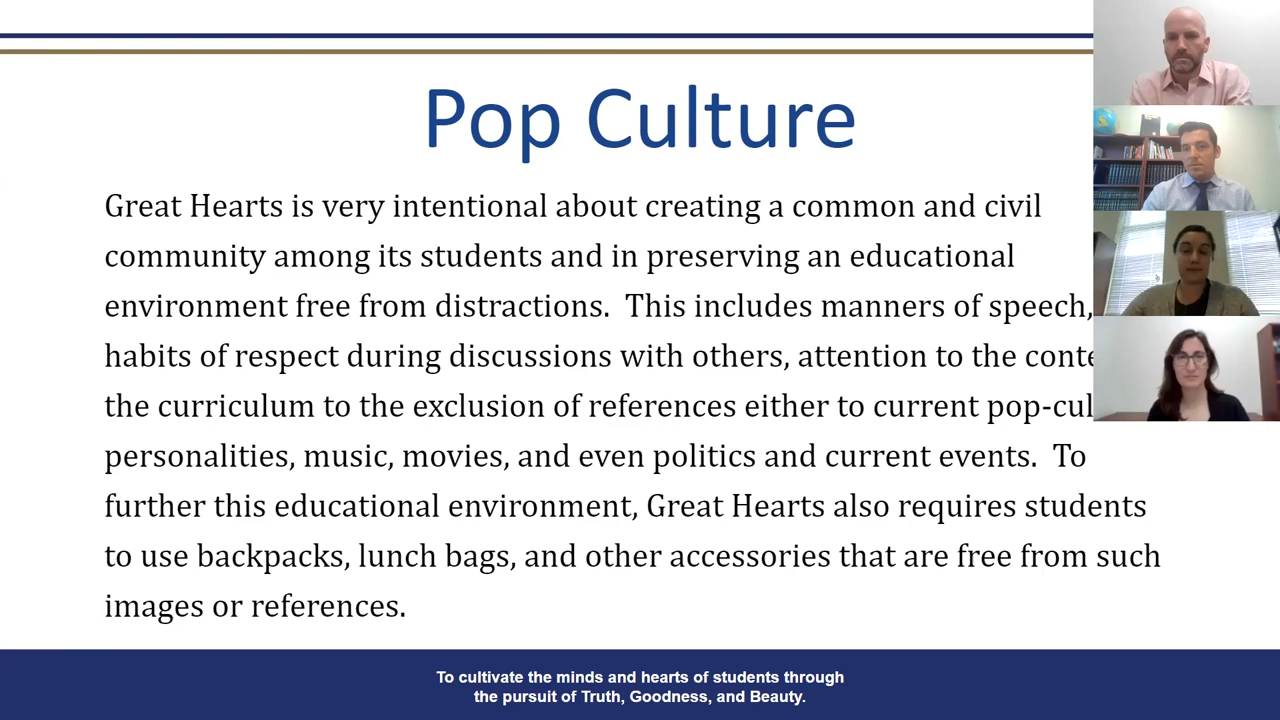 Pop Culture
Great Hearts is very intentional about creating a common and civil
community among its students and in preserving an educational
environment free from distractions.  This includes manners of speech,
habits of respect during discussions with others, attention to the
the curriculum to the exclusion of references either to current
personalities, music, movies, and even politics and current events.  To
further this educational environment, Great Hearts also requires students
to use backpacks, lunch bags, and other accessories that are free from such
images or references.
To cultivate the minds and hearts of students through
the pursuit of Truth, Goodness, and Beauty.